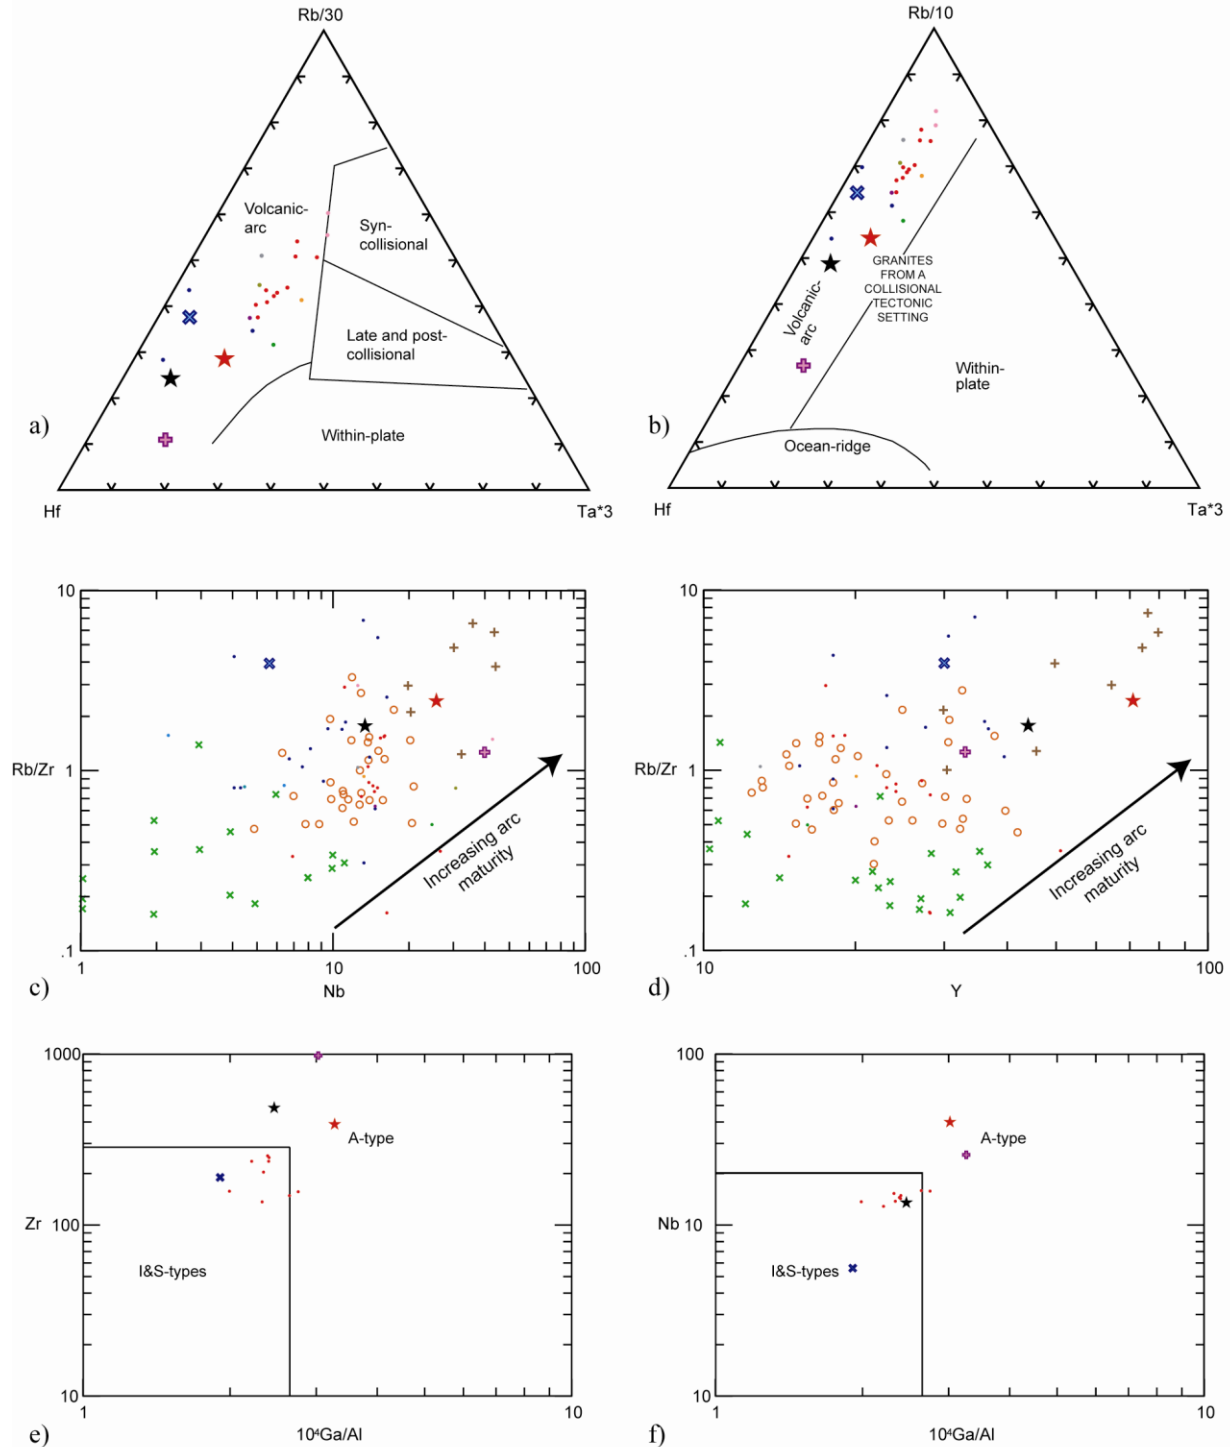 Rb/30
Volcanic-
arc
Syn-
collisional
Late and post-
collisional
Within-plate
a)
Hf
Ta*3
Rb/10
GRANITES
FROM A
COLLISIONAL
TECTONIC
SETTING
Volcanic-
arc
Within-
plate
Ocean-ridge
b)
Hf
Ta*3
10
Rb/Zr
1
.1
1
10
100
Nb
Increasing arc
maturity
c)
10
Rb/Zr
1
.1
10
100
Y
Increasing arc
maturity
d)
1000
Zr
100
10
1
10
10⁴Ga/Al
A-type
I&S-types
e)
100
Nb
10
10
1
10
10⁴Ga/Al
A-type
I&S-types
f)